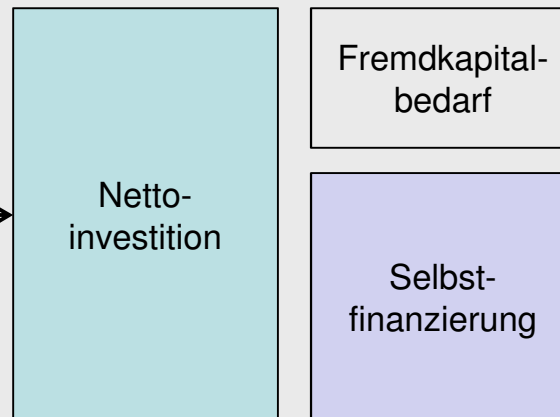 Netto-
investition
Fremdkapital-
bedarf
Selbst-
finanzierung